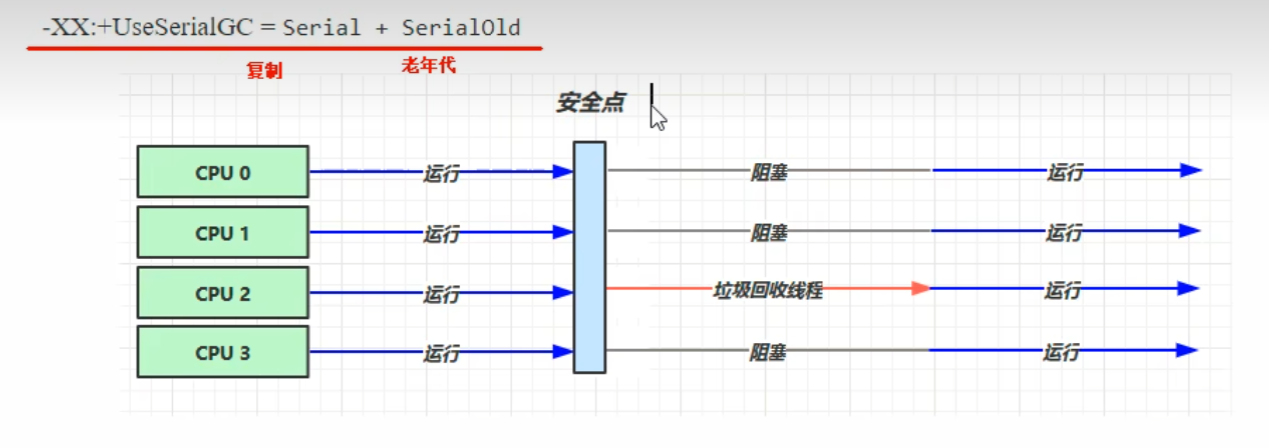 -XX:+UseSerialGC = Serial + SerialOld
复制 老年代
安全点
CPU 0 运行 阻塞 运行
CPU 1 运行 阻塞 运行
CPU 2 运行 垃圾回收线程 运行
CPU 3 运行 阻塞 运行